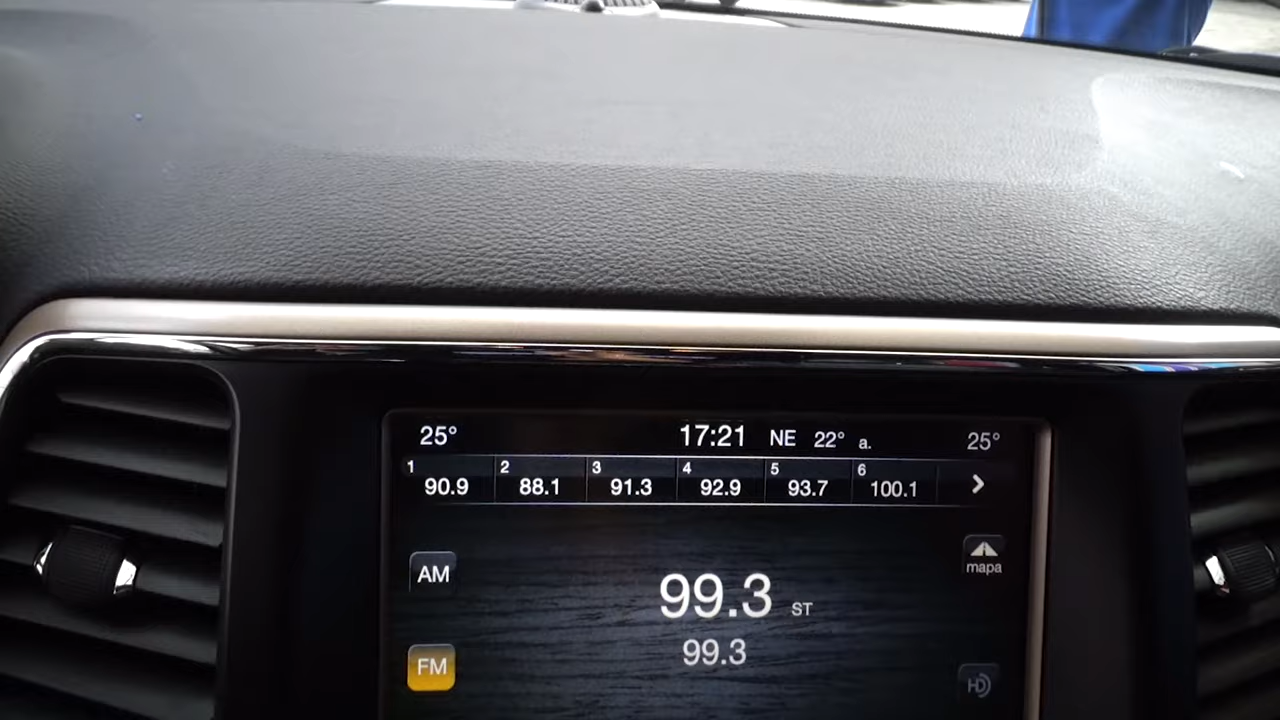 25° 17:21 NE 22° a. 25°
1 2 3 4 5 6
90.9 88.1 91.3 92.9 93.7 100.1
AM
mapa
99.3 ST
99.3
FM
HD